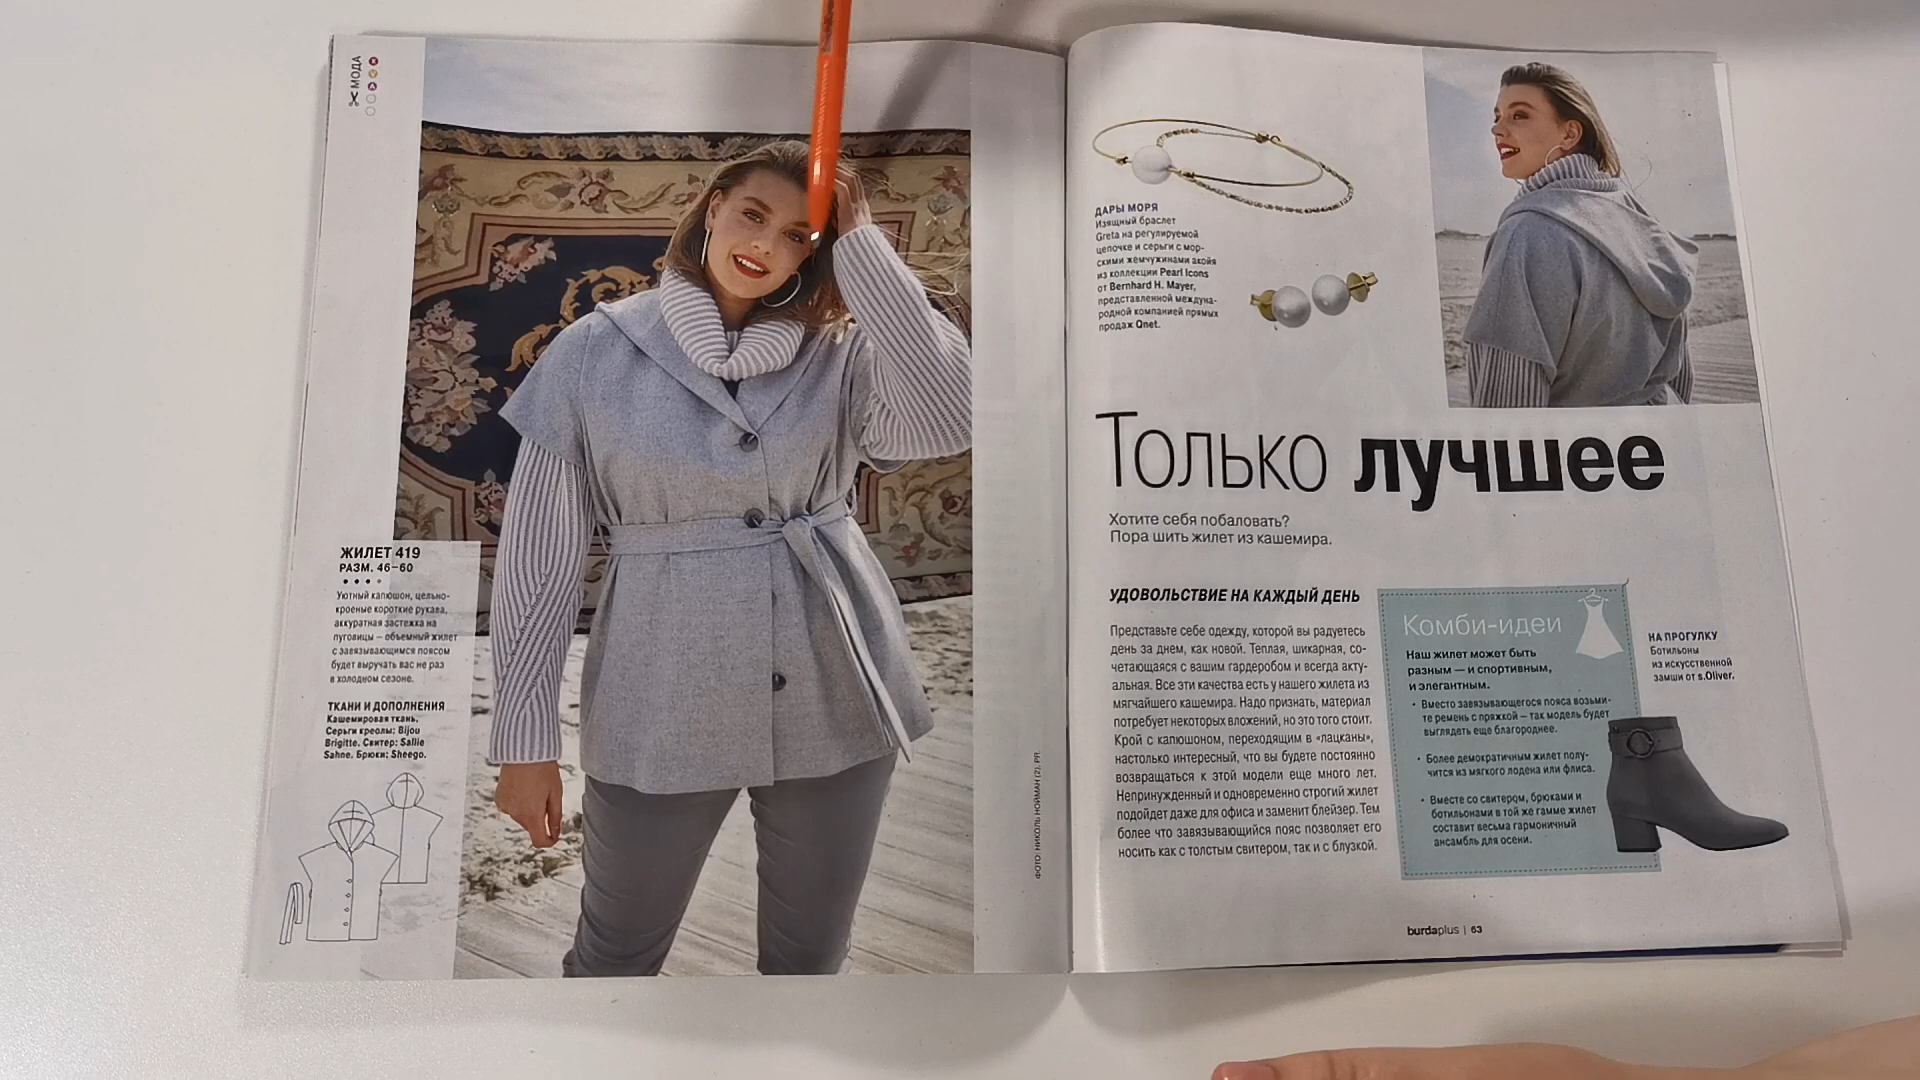 МОДА
ЖИЛЕТ 419
РАЗМ. 46–60
Уютный капюшон, цельно-
кроеные короткие рукава,
аккуратная застежка на
пуговицы – объемный жилет
с завязывающимся поясом
будет выручать вас не раз
в холодном сезоне.
ТКАНИ И ДОПОЛНЕНИЯ
Кашемировая ткань.
Серьги креолы: Bijou
Brigitte. Свитер: Sallie
Sahne. Брюки: Sheego.
ФОТО: НИКОЛЬ НОЙМАН (2). PR.
ДАРЫ МОРЯ
Изящный браслет
Greta на регулируемой
цепочке и серьги с мор-
скими жемчужинами акойя
из коллекции Pearl Icons
от Bernhard H. Mayer,
представленной междуна-
родной компанией прямых
продаж Qnet.
Только лучшее
Хотите себя побаловать?
Пора шить жилет из кашемира.
УДОВОЛЬСТВИЕ НА КАЖДЫЙ ДЕНЬ
Представьте себе одежду, которой вы радуетесь
день за днем, как новой. Теплая, шикарная, со-
четающаяся с вашим гардеробом и всегда акту-
альная. Все эти качества есть у нашего жилета из
мягчайшего кашемира. Надо признать, материал
потребует некоторых вложений, но это того стоит.
Крой с капюшоном, переходящим в «лацканы»,
настолько интересный, что вы будете постоянно
возвращаться к этой модели еще много лет.
Непринужденный и одновременно строгий жилет
подойдет даже для офиса и заменит блейзер. Тем
более что завязывающийся пояс позволяет его
носить как с толстым свитером, так и с блузкой.
Комби-идеи
Наш жилет может быть
разным — и спортивным,
и элегантным.
• Вместо завязывающегося пояса возьми-
те ремень с пряжкой – так модель будет
выглядеть еще благороднее.
• Более демократичным жилет полу-
чится из мягкого лодена или флиса.
• Вместе со свитером, брюками и
ботильонами в той же гамме жилет
составит весьма гармоничный
ансамбль для осени.
НА ПРОГУЛКУ
Ботильоны
из искусственной
замши от s.Oliver.
burdaplus | 63